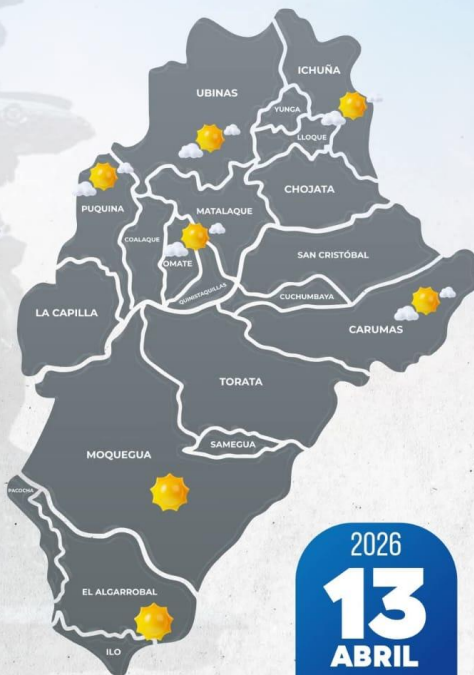 ICHUÑA
UBINAS
YUNGA
LLOQUE
CHOJATA
PUQUINA
MATALAQUE
COALAQUE
OMATE
SAN CRISTÓBAL
QUINISTAQUILLAS
CUCHUMBAYA
LA CAPILLA
CARUMAS
TORATA
SAMEGUA
MOQUEGUA
PACOCHA
EL ALGARROBAL
ILO
2026
13
ABRIL